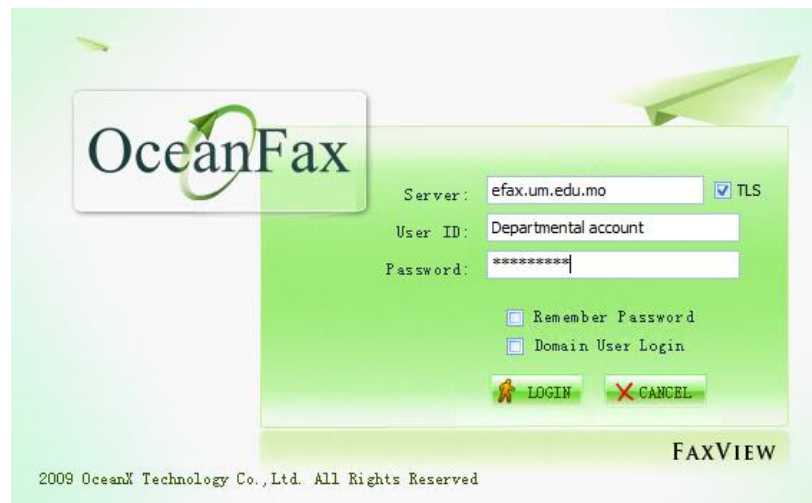 OceanFax
Server: efax.um.edu.mo TLS
User ID: Departmental account
Password: *********
Remember Password
Domain User Login
LOGIN CANCEL
FAXVIEW
2009 OceanX Technology Co.,Ltd. All Rights Reserved